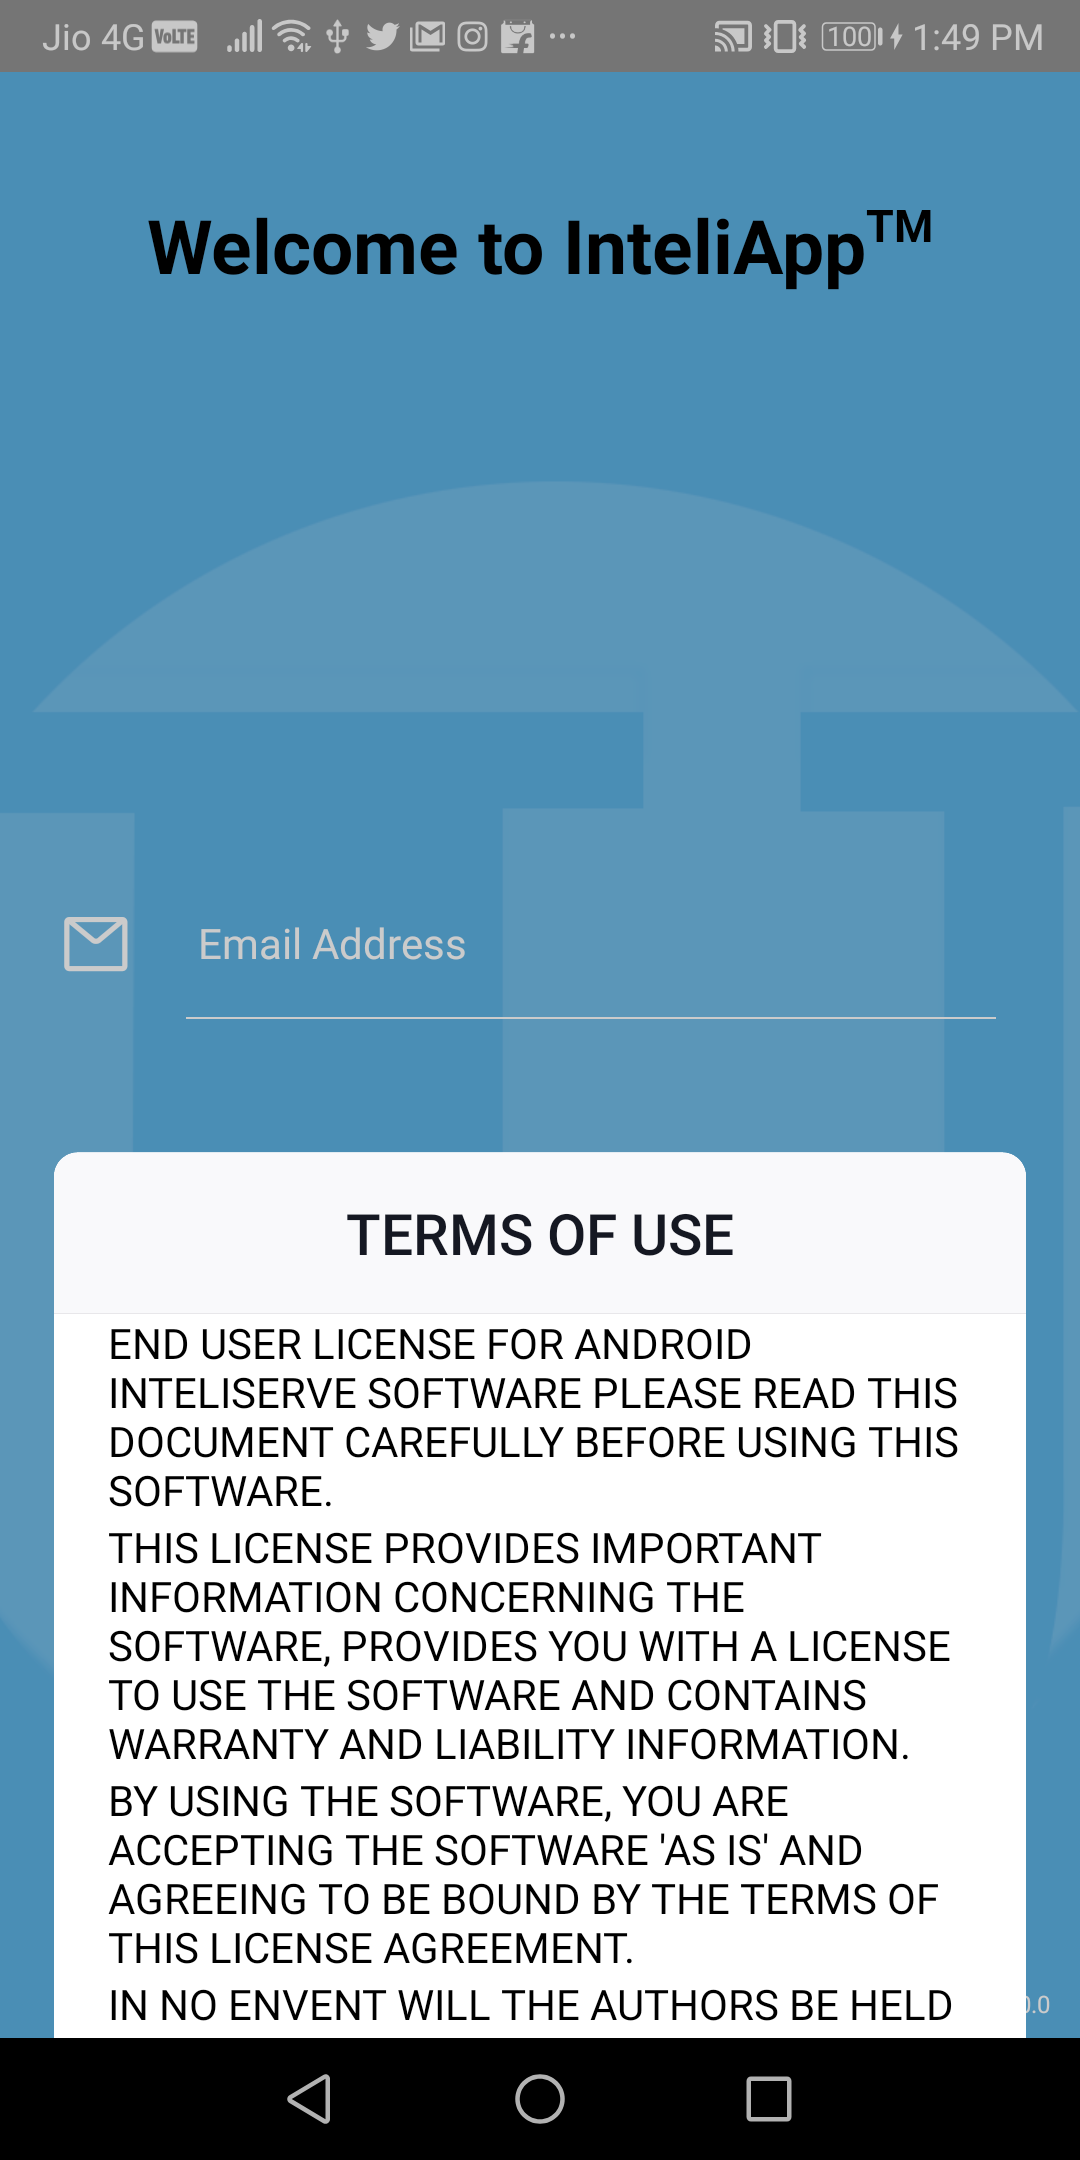 Jio 4G VoLTE 100 1:49 PM
Welcome to InteliApp™
Email Address
TERMS OF USE
END USER LICENSE FOR ANDROID
INTELISERVE SOFTWARE PLEASE READ THIS
DOCUMENT CAREFULLY BEFORE USING THIS
SOFTWARE.
THIS LICENSE PROVIDES IMPORTANT
INFORMATION CONCERNING THE
SOFTWARE, PROVIDES YOU WITH A LICENSE
TO USE THE SOFTWARE AND CONTAINS
WARRANTY AND LIABILITY INFORMATION.
BY USING THE SOFTWARE, YOU ARE
ACCEPTING THE SOFTWARE 'AS IS' AND
AGREEING TO BE BOUND BY THE TERMS OF
THIS LICENSE AGREEMENT.
IN NO ENVENT WILL THE AUTHORS BE HELD